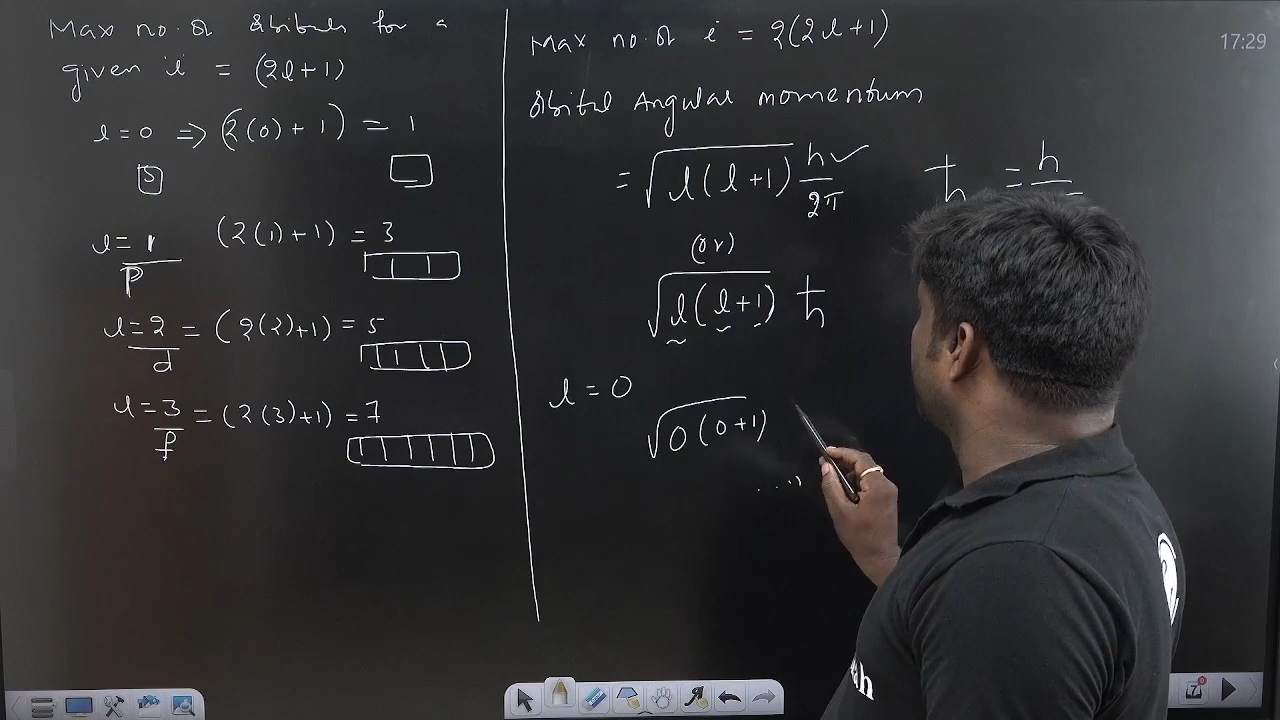 Max no. of orbitals for a
given l = (2l+1)
l = 0 => (2(0) + 1) = 1
s
l = 1 (2(1)+1) = 3
p
l = 2 = (2(2)+1) = 5
d
l = 3 = (2(3)+1) = 7
f
Max no. of ē = 2(2l+1)
orbital Angular momentum
= √l(l+1) h/2π ħ = h
(or)
√l(l+1) ħ
l = 0
√0(0+1)
17:29